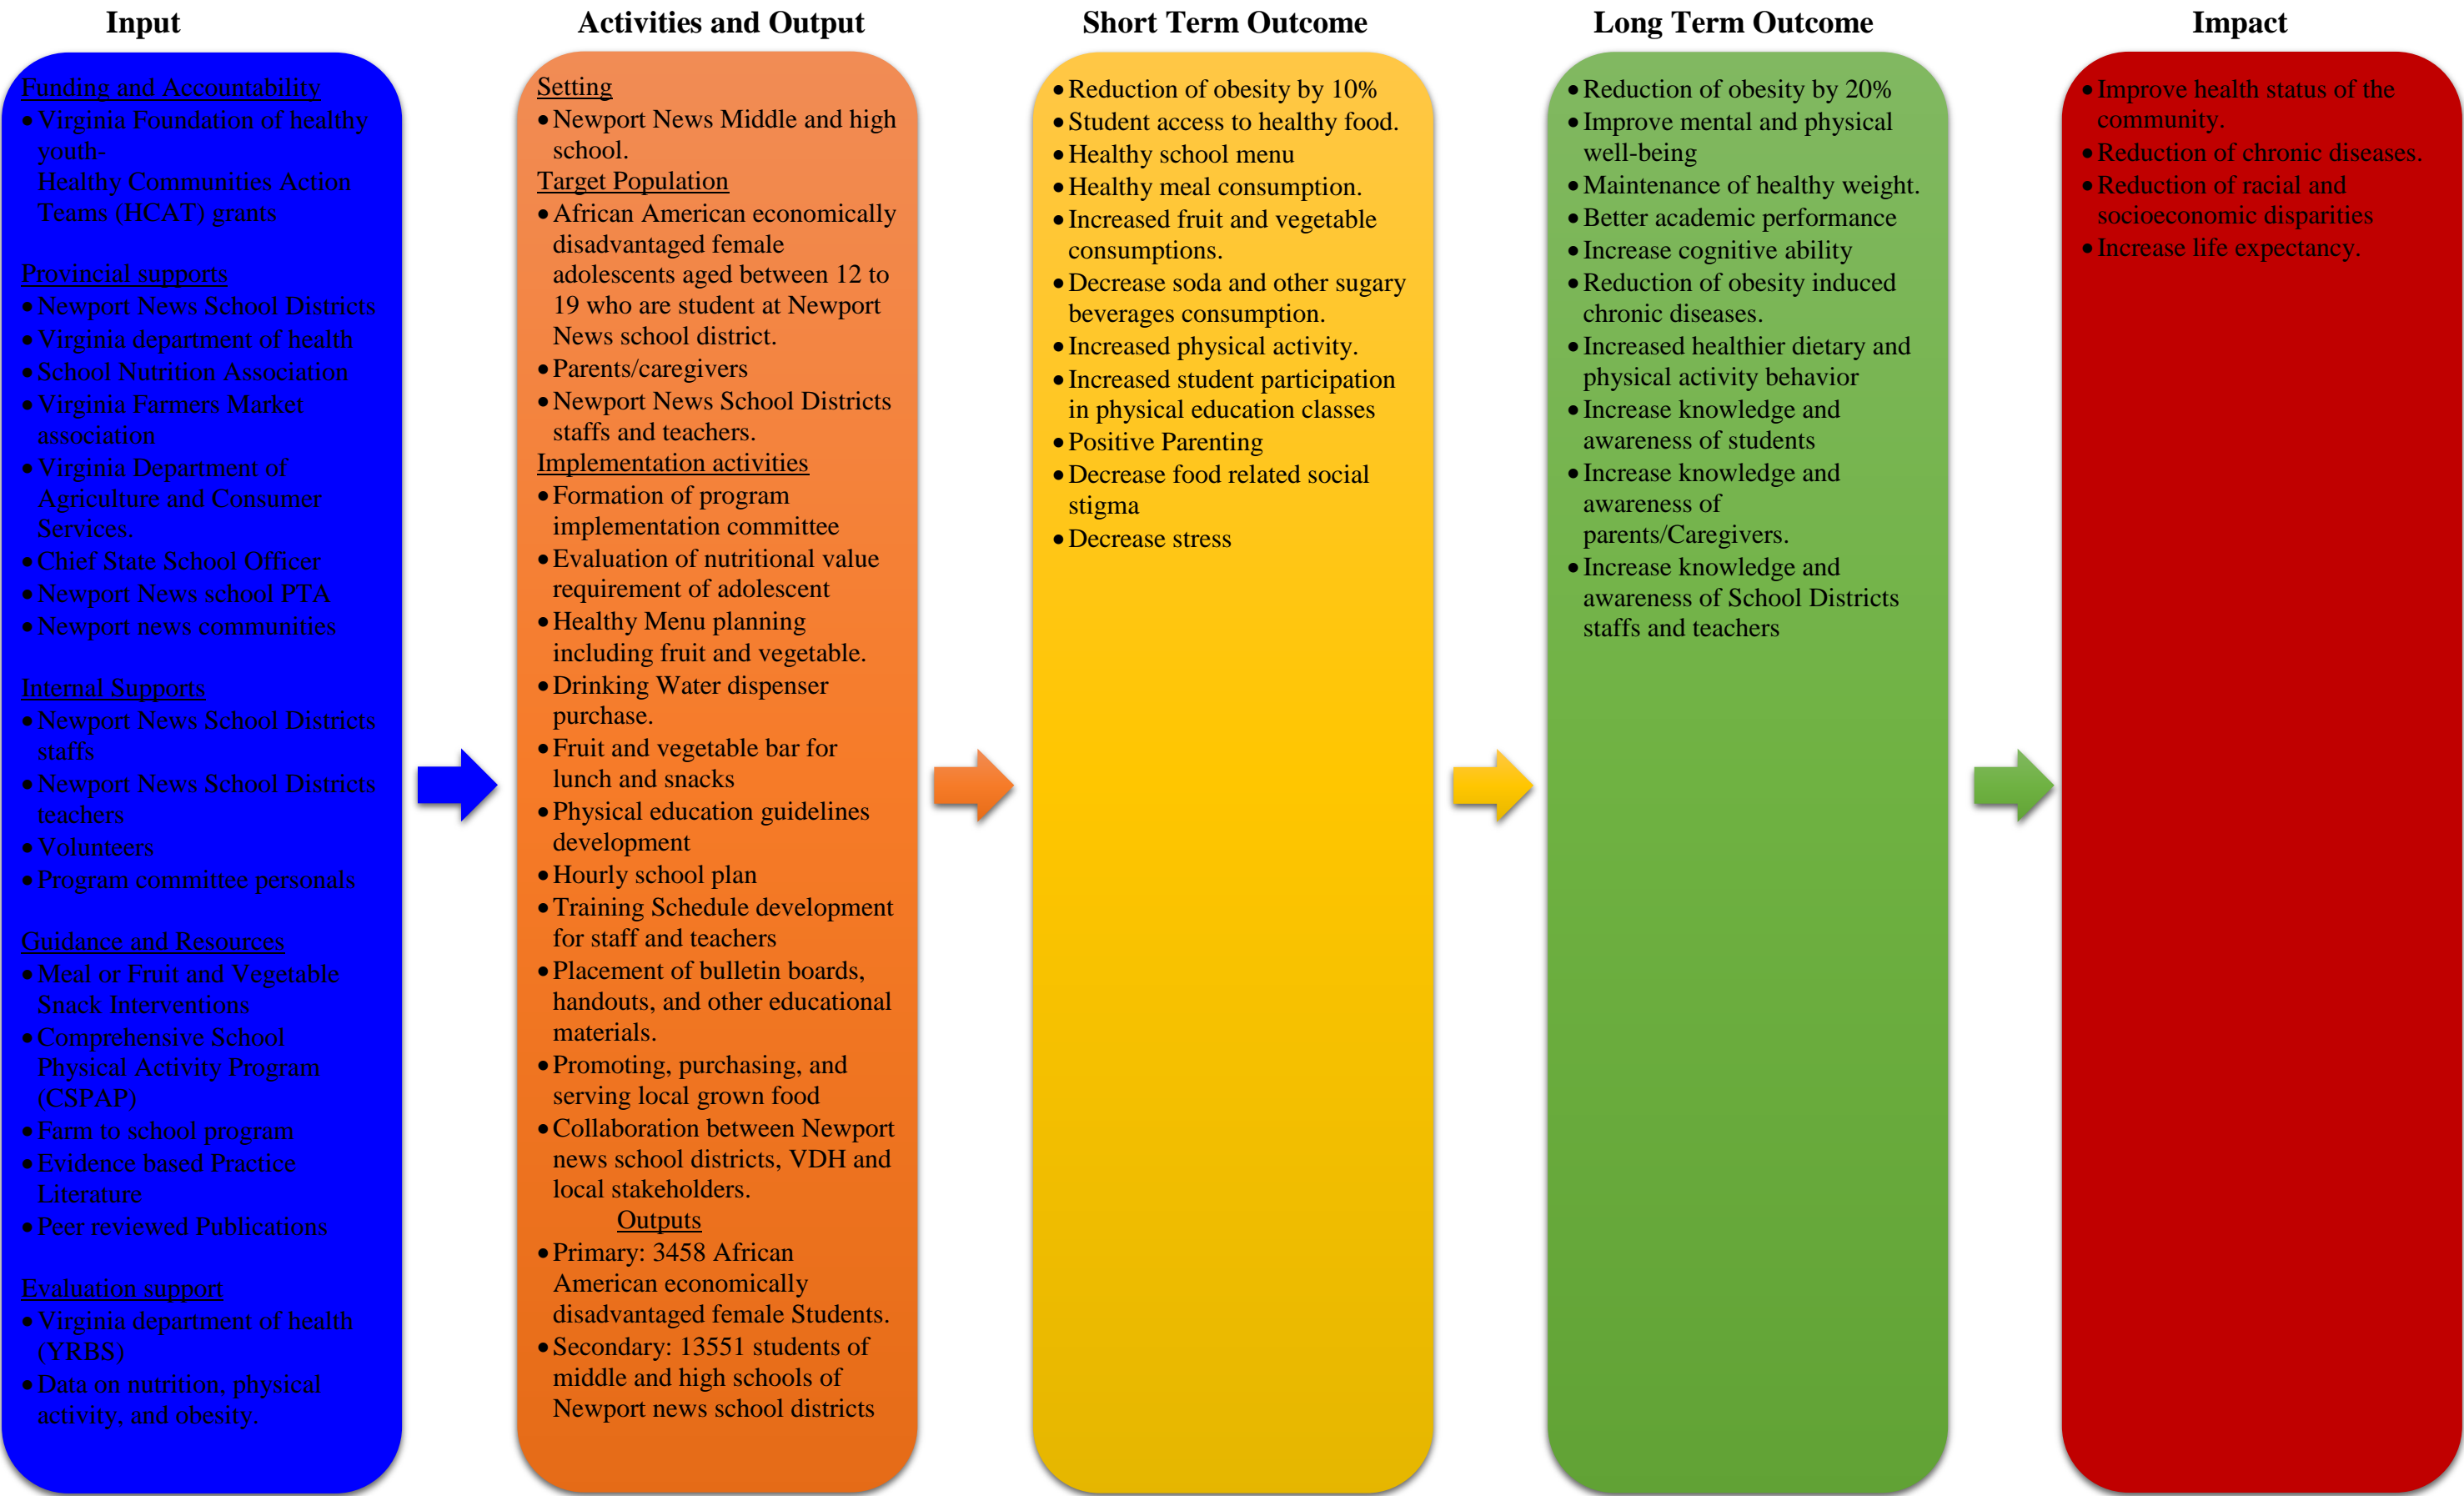 Input
Funding and Accountability
• Virginia Foundation of healthy
youth-
Healthy Communities Action
Teams (HCAT) grants
Provincial supports
• Newport News School Districts
• Virginia department of health
• School Nutrition Association
• Virginia Farmers Market
association
• Virginia Department of
Agriculture and Consumer
Services.
• Chief State School Officer
• Newport News school PTA
• Newport news communities
Internal Supports
• Newport News School Districts
staffs
• Newport News School Districts
teachers
• Volunteers
• Program committee personals
Guidance and Resources
• Meal or Fruit and Vegetable
Snack Interventions
• Comprehensive School
Physical Activity Program
(CSPAP)
• Farm to school program
• Evidence based Practice
Literature
• Peer reviewed Publications
Evaluation support
• Virginia department of health
(YRBS)
• Data on nutrition, physical
activity, and obesity.
Activities and Output
Setting
• Newport News Middle and high
school.
Target Population
• African American economically
disadvantaged female
adolescents aged between 12 to
19 who are student at Newport
News school district.
• Parents/caregivers
• Newport News School Districts
staffs and teachers.
Implementation activities
• Formation of program
implementation committee
• Evaluation of nutritional value
requirement of adolescent
• Healthy Menu planning
including fruit and vegetable.
• Drinking Water dispenser
purchase.
• Fruit and vegetable bar for
lunch and snacks
• Physical education guidelines
development
• Hourly school plan
• Training Schedule development
for staff and teachers
• Placement of bulletin boards,
handouts, and other educational
materials.
• Promoting, purchasing, and
serving local grown food
• Collaboration between Newport
news school districts, VDH and
local stakeholders.
Outputs
• Primary: 3458 African
American economically
disadvantaged female Students.
• Secondary: 13551 students of
middle and high schools of
Newport news school districts
Short Term Outcome
• Reduction of obesity by 10%
• Student access to healthy food.
• Healthy school menu
• Healthy meal consumption.
• Increased fruit and vegetable
consumptions.
• Decrease soda and other sugary
beverages consumption.
• Increased physical activity.
• Increased student participation
in physical education classes
• Positive Parenting
• Decrease food related social
stigma
• Decrease stress
Long Term Outcome
• Reduction of obesity by 20%
• Improve mental and physical
well-being
• Maintenance of healthy weight.
• Better academic performance
• Increase cognitive ability
• Reduction of obesity induced
chronic diseases.
• Increased healthier dietary and
physical activity behavior
• Increase knowledge and
awareness of students
• Increase knowledge and
awareness of
parents/Caregivers.
• Increase knowledge and
awareness of School Districts
staffs and teachers
Impact
• Improve health status of the
community.
• Reduction of chronic diseases.
• Reduction of racial and
socioeconomic disparities
• Increase life expectancy.